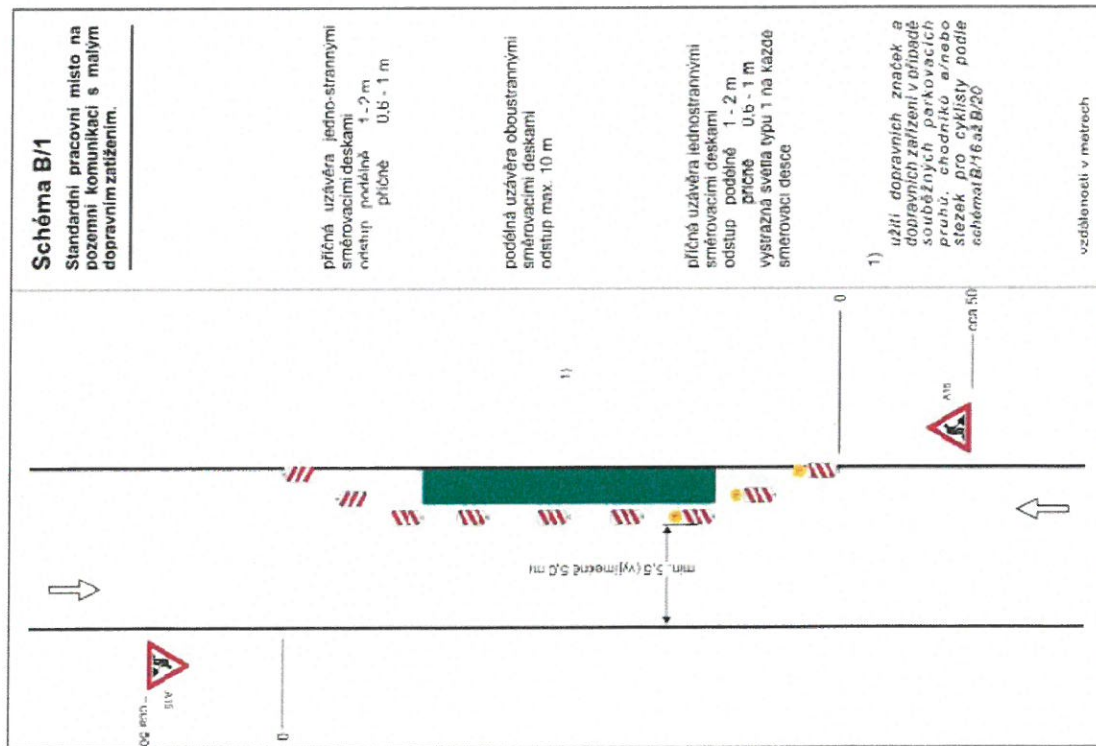 Schéma B/1
Standardní pracovní místo na
pozemní komunikaci s malým
dopravním zatížením.
příčná uzávěra jedno-strannými
směrovacími deskami
odstup podélně 1 - 2 m
příčně 0,6 - 1 m
podélná uzávěra oboustrannými
směrovacími deskami
odstup max. 10 m
příčná uzávěra jednostrannými
směrovacími deskami
odstup podélně 1 - 2 m
příčně 0,6 - 1 m
výstražná světla typu 1 na každé
směrovací desce
1)
užití dopravních značek a
dopravních zařízení v případě
souběžných parkovacích
pruhů, chodníků a/nebo
stezek pro cyklisty podle
schémat B/16 až B/20
vzdálenosti v metrech
1)
0
A15
cca 50
min. 5,5 (výjimečně 5,0 m)
A15
cca 50
0